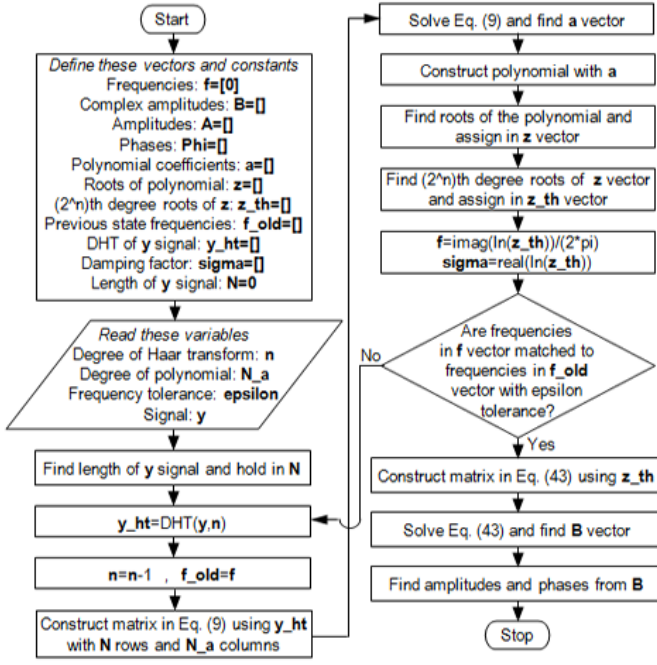 Start
Define these vectors and constants
Frequencies: f=[0]
Complex amplitudes: B=[]
Amplitudes: A=[]
Phases: Phi=[]
Polynomial coefficients: a=[]
Roots of polynomial: z=[]
(2^n)th degree roots of z: z_th=[]
Previous state frequencies: f_old=[]
DHT of y signal: y_ht=[]
Damping factor: sigma=[]
Length of y signal: N=0
Read these variables
Degree of Haar transform: n
Degree of polynomial: N_a
Frequency tolerance: epsilon
Signal: y
Find length of y signal and hold in N
y_ht=DHT(y,n)
n=n-1 , f_old=f
Construct matrix in Eq. (9) using y_ht
with N rows and N_a columns
Solve Eq. (9) and find a vector
Construct polynomial with a
Find roots of the polynomial and
assign in z vector
Find (2^n)th degree roots of z vector
and assign in z_th vector
f=imag(ln(z_th))/(2*pi)
sigma=real(ln(z_th))
Are frequencies
in f vector matched to
frequencies in f_old
vector with epsilon
tolerance?
No
Yes
Construct matrix in Eq. (43) using z_th
Solve Eq. (43) and find B vector
Find amplitudes and phases from B
Stop